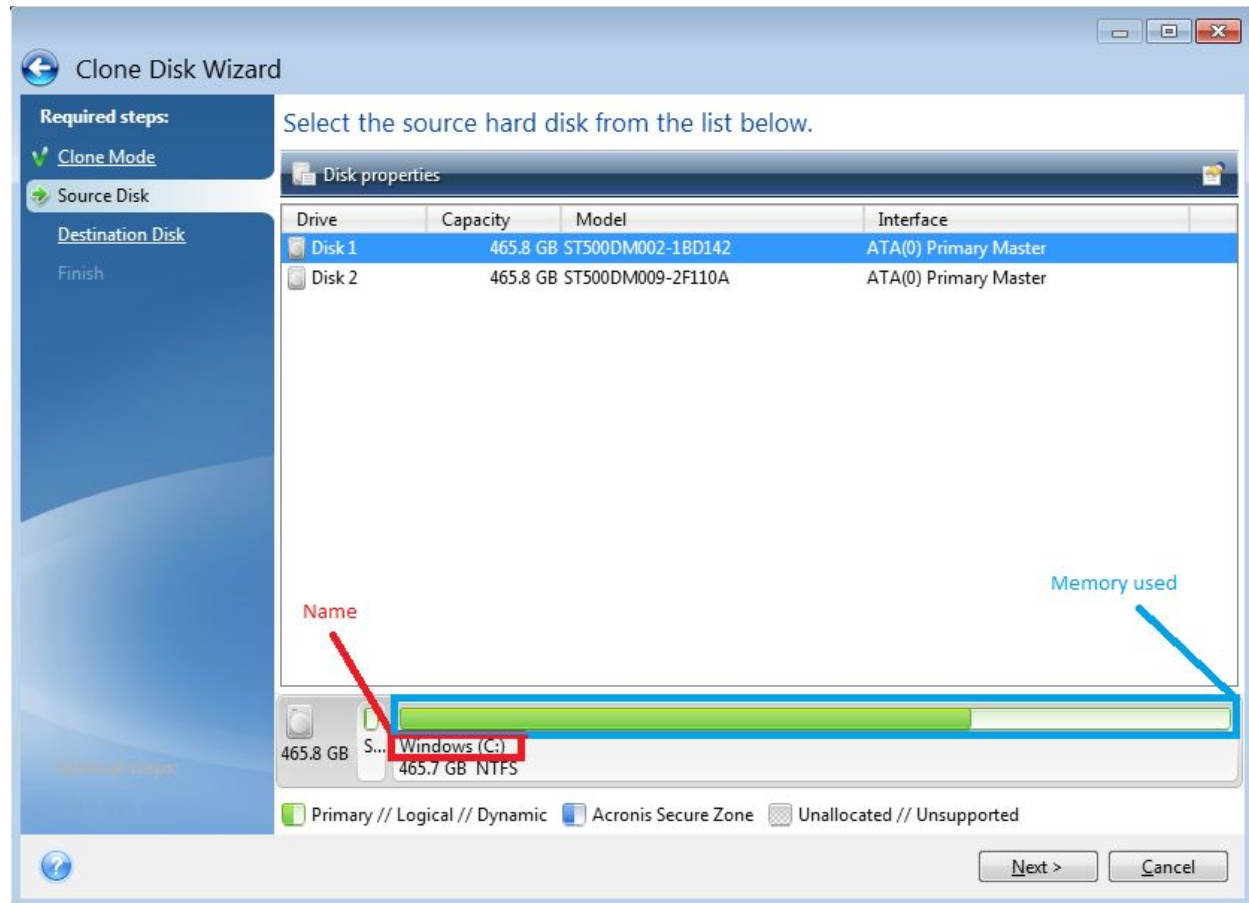 Clone Disk Wizard
Required steps:
Clone Mode
Source Disk
Destination Disk
Finish
Select the source hard disk from the list below.
Disk properties
Drive Capacity Model Interface
Disk 1 465.8 GB ST500DM002-1BD142 ATA(0) Primary Master
Disk 2 465.8 GB ST500DM009-2F110A ATA(0) Primary Master
Memory used
Name
465.8 GB S... Windows (C:)
465.7 GB NTFS
Primary // Logical // Dynamic Acronis Secure Zone Unallocated // Unsupported
Next > Cancel